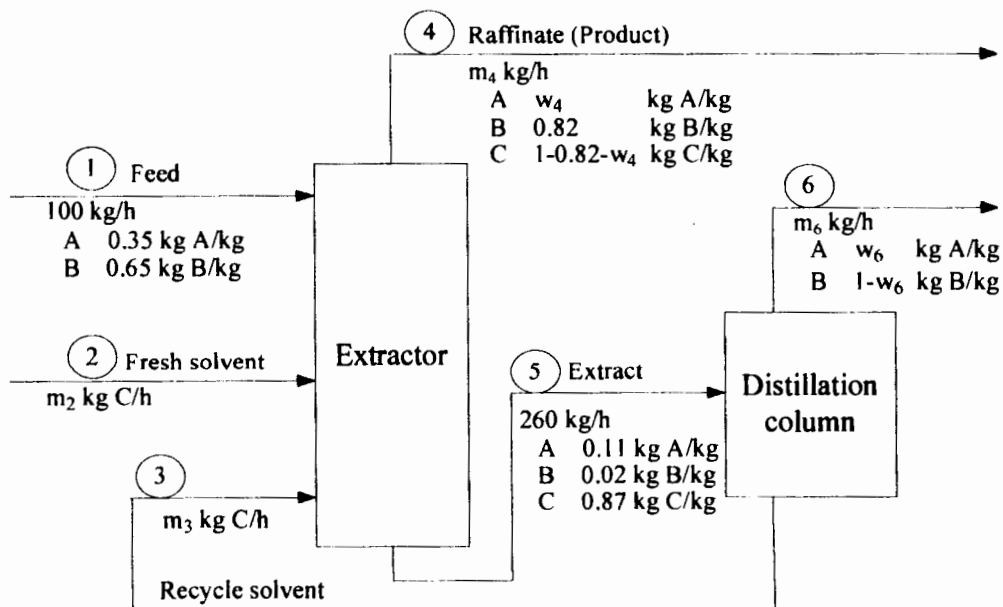 4 Raffinate (Product)
m₄ kg/h
A w₄ kg A/kg
B 0.82 kg B/kg
C 1-0.82-w₄ kg C/kg
1 Feed
100 kg/h
A 0.35 kg A/kg
B 0.65 kg B/kg
6
m₆ kg/h
A w₆ kg A/kg
B 1-w₆ kg B/kg
2 Fresh solvent
m₂ kg C/h
Extractor
5 Extract
260 kg/h
A 0.11 kg A/kg
B 0.02 kg B/kg
C 0.87 kg C/kg
Distillation
column
3
m₃ kg C/h
Recycle solvent